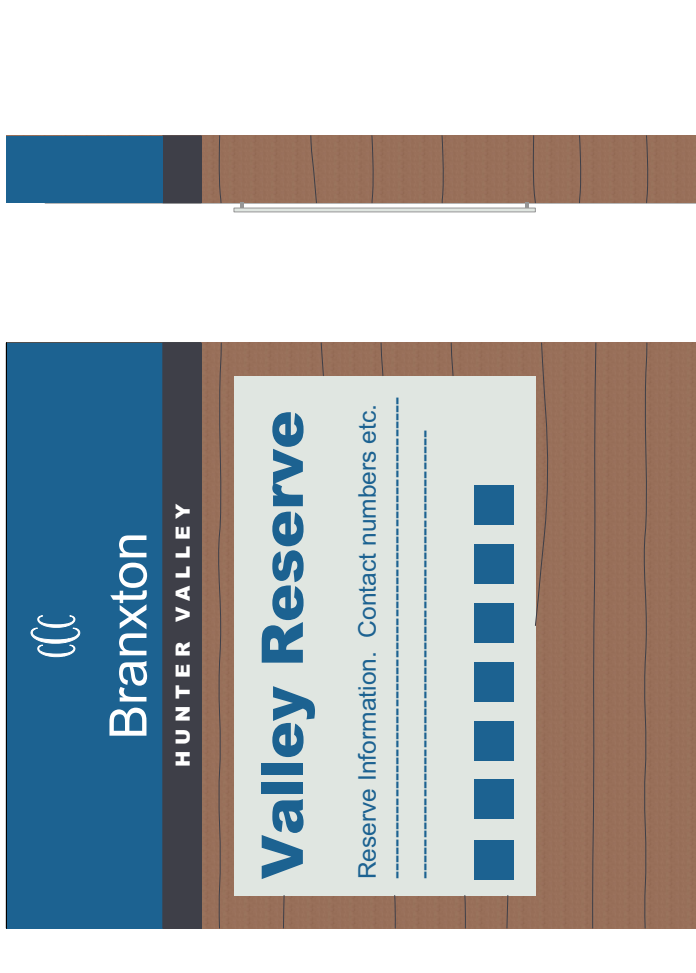 Branxton
HUNTER VALLEY
Valley Reserve
Reserve Information.  Contact numbers etc.